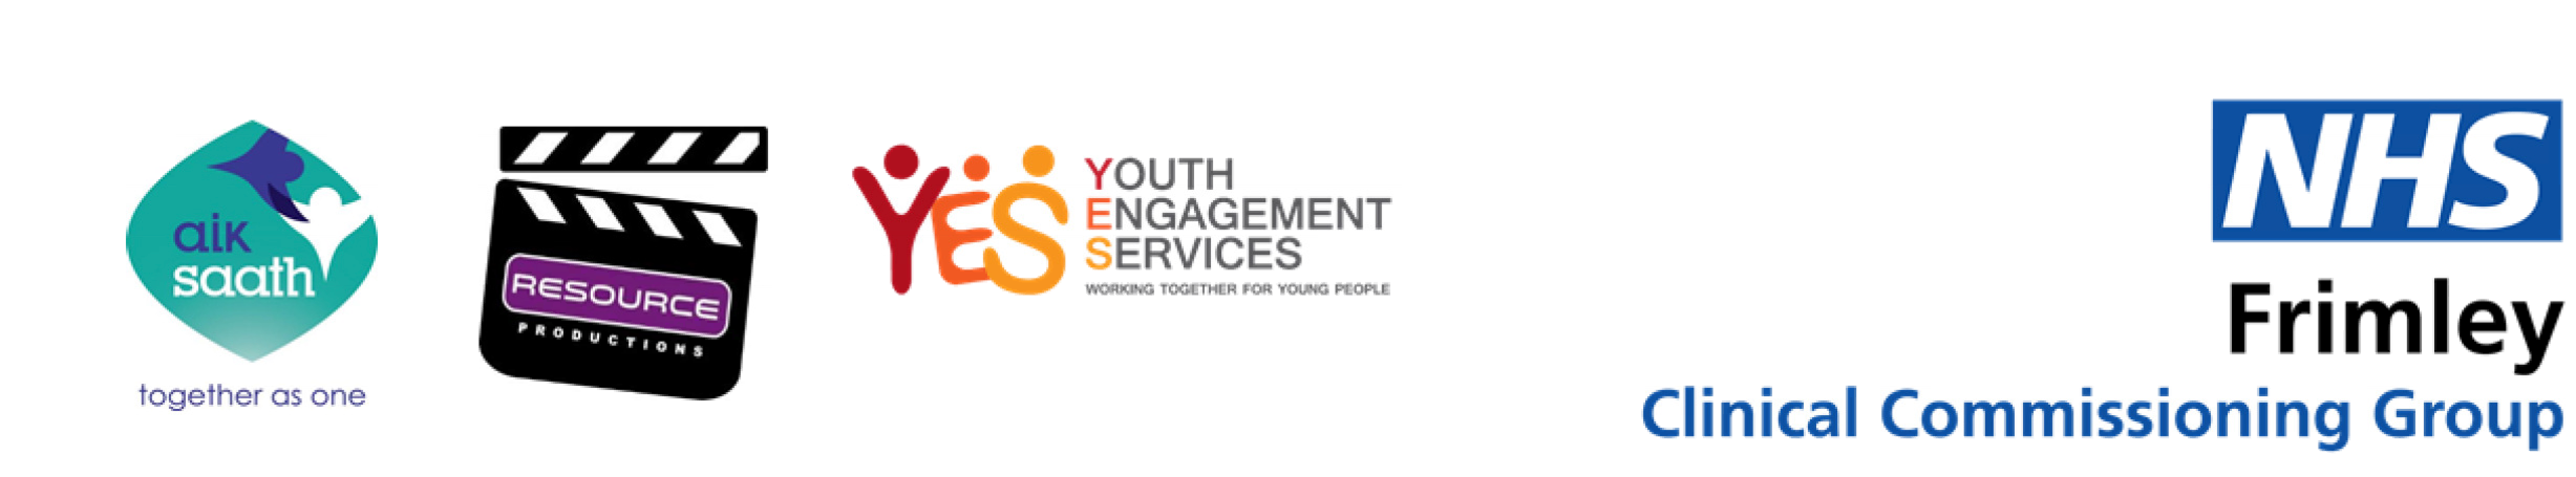 aik
saath
together as one
RESOURCE
PRODUCTIONS
YES
YOUTH
ENGAGEMENT
SERVICES
WORKING TOGETHER FOR YOUNG PEOPLE
NHS
Frimley
Clinical Commissioning Group